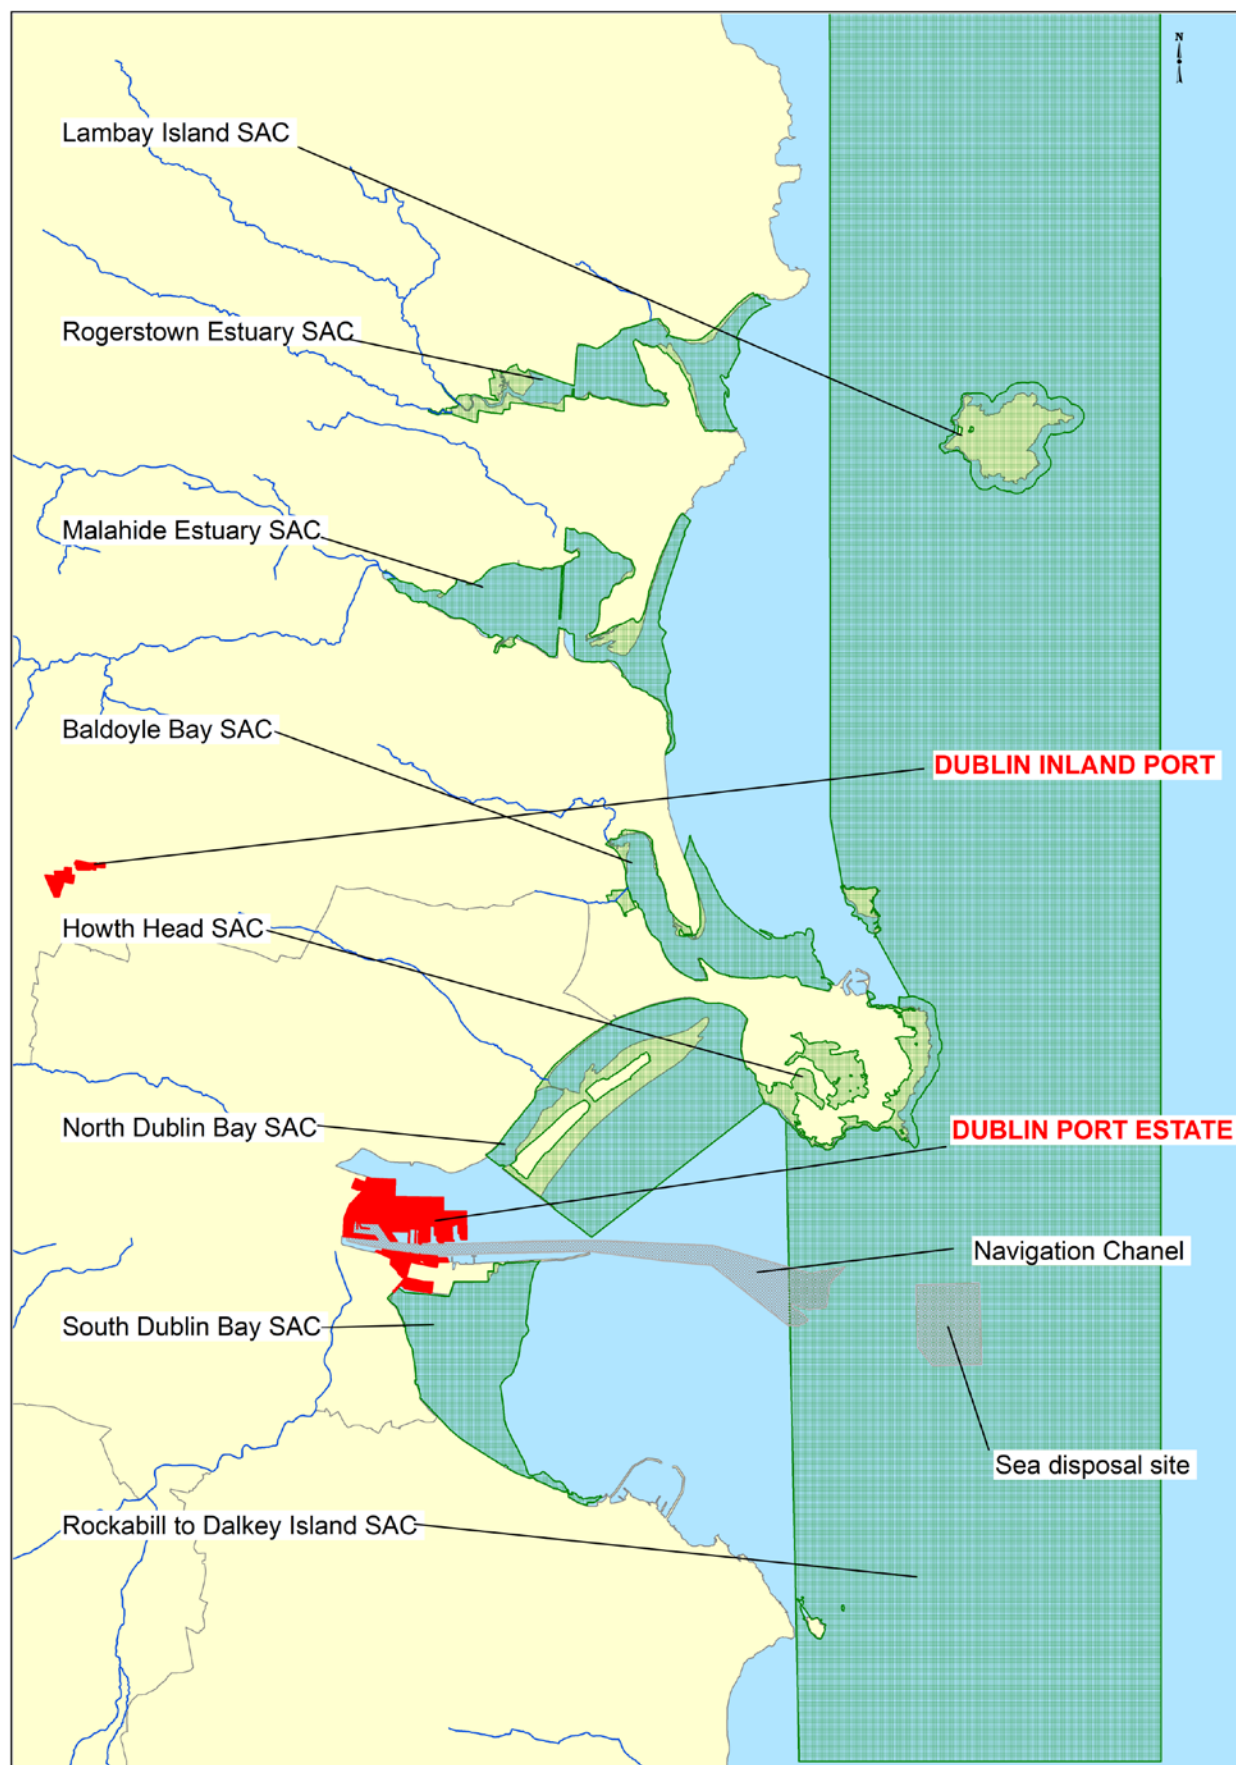 N
Lambay Island SAC
Rogerstown Estuary SAC
Malahide Estuary SAC
Baldoyle Bay SAC
DUBLIN INLAND PORT
Howth Head SAC
North Dublin Bay SAC
DUBLIN PORT ESTATE
Navigation Chanel
South Dublin Bay SAC
Sea disposal site
Rockabill to Dalkey Island SAC